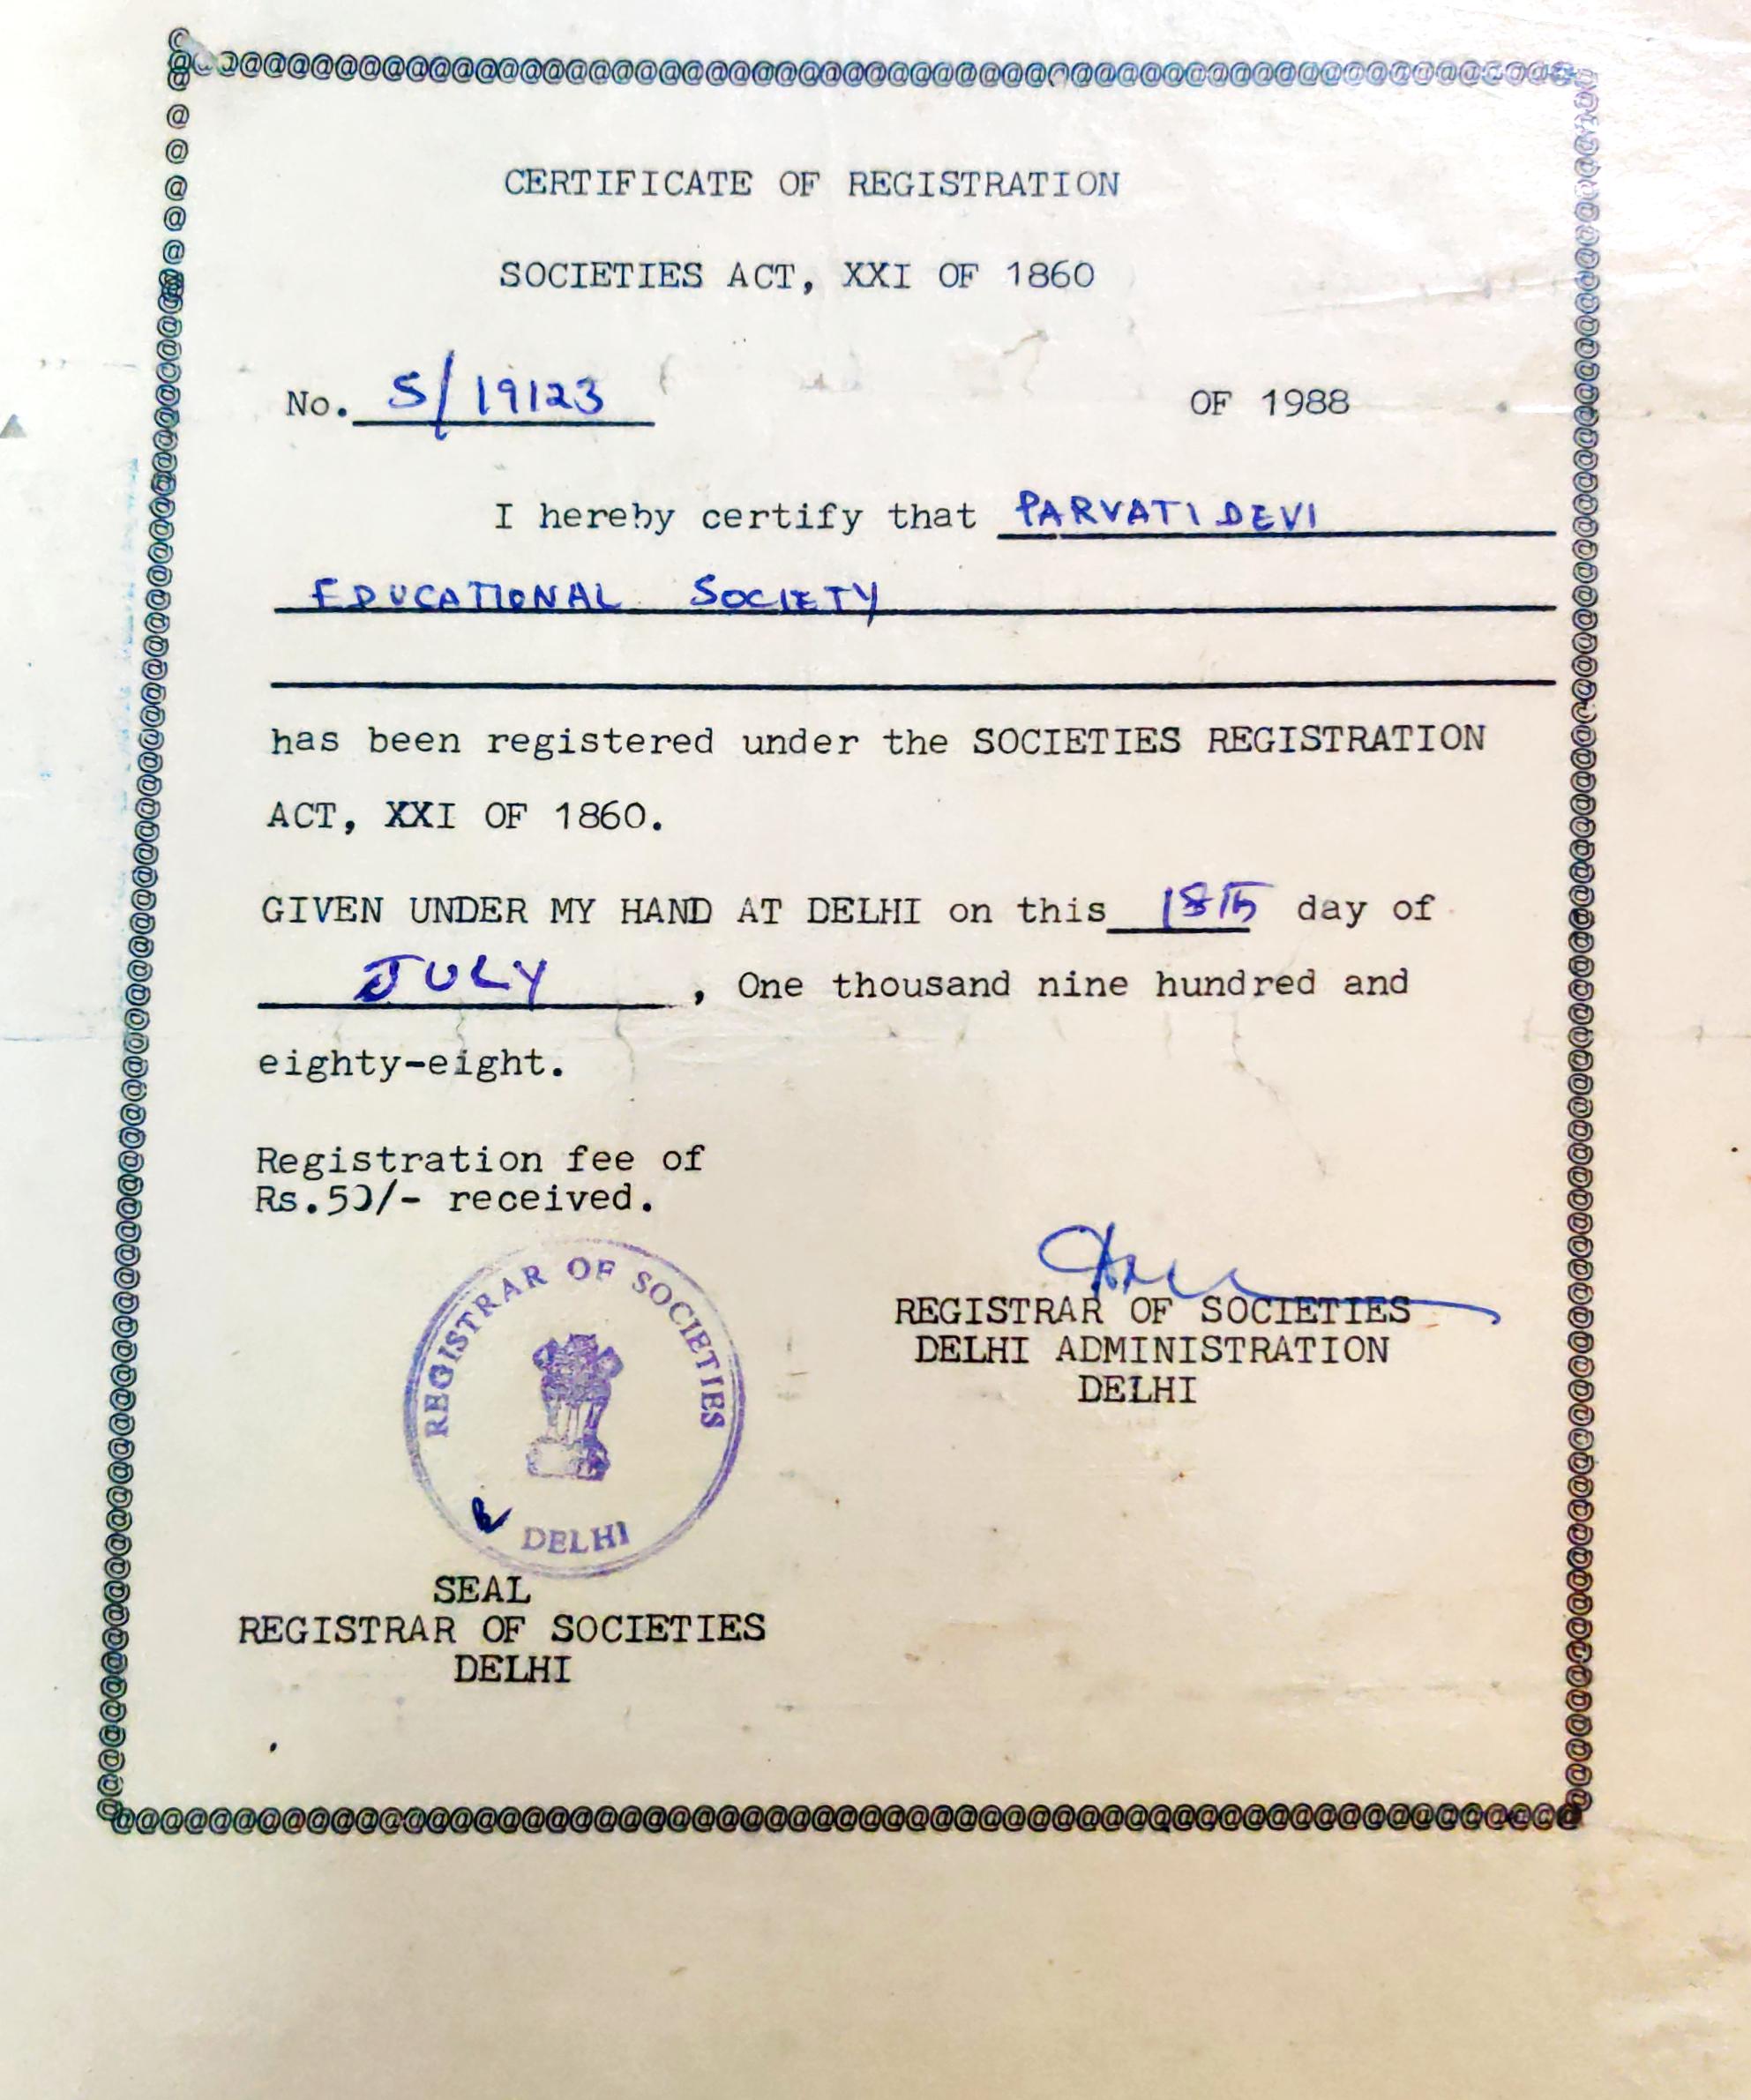 CERTIFICATE OF REGISTRATION
SOCIETIES ACT, XXI OF 1860
No. S/19123 OF 1988
I hereby certify that PARVATI DEVI
EDUCATIONAL SOCIETY
has been registered under the SOCIETIES REGISTRATION
ACT, XXI OF 1860.
GIVEN UNDER MY HAND AT DELHI on this 18th day of
JULY, One thousand nine hundred and
eighty-eight.
Registration fee of
Rs.50/- received.
REGISTRAR OF SOCIETIES
DELHI
REGISTRAR OF SOCIETIES
DELHI ADMINISTRATION
DELHI
SEAL
REGISTRAR OF SOCIETIES
DELHI